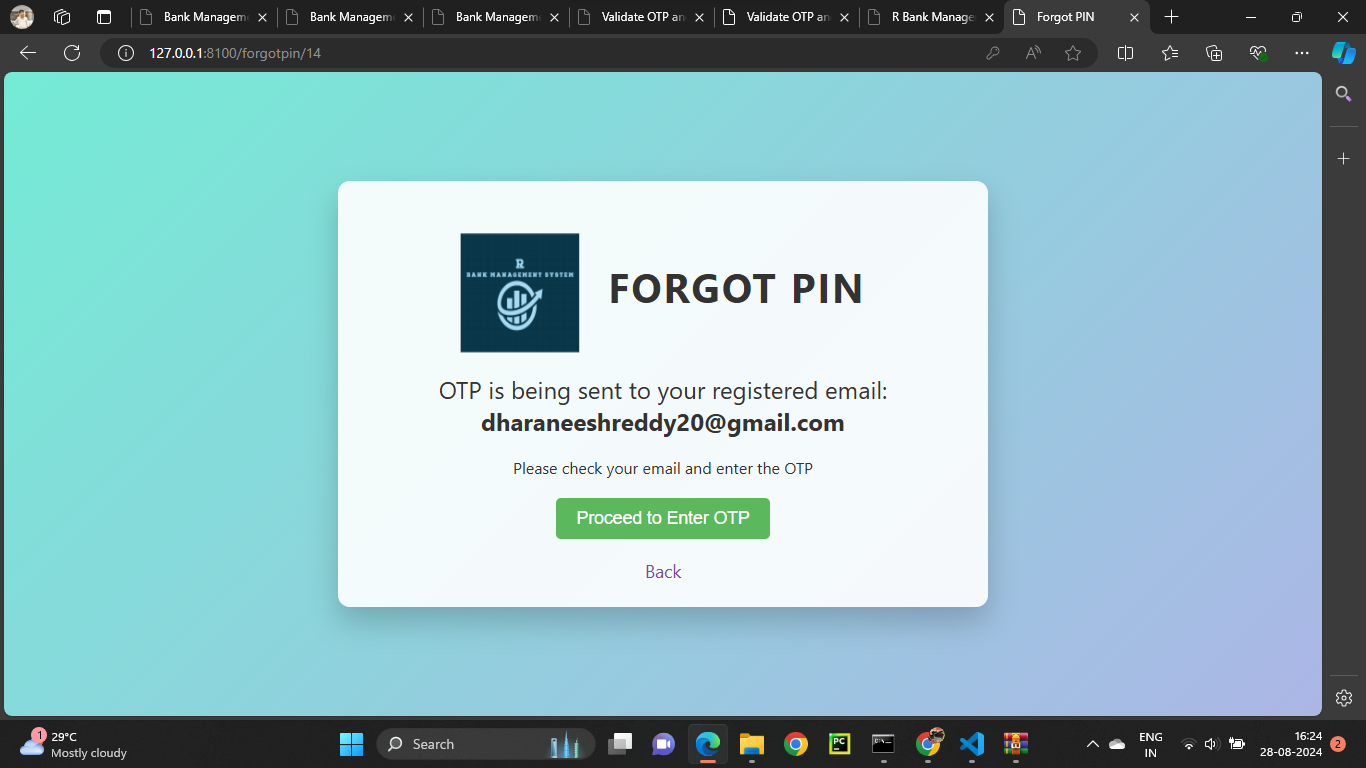 Bank Managem
Bank Managem
Bank Managem
Validate OTP an
Validate OTP an
R Bank Manage
Forgot PIN
127.0.0.1:8100/forgotpin/14
R
BANK MANAGEMENT SYSTEM
FORGOT PIN
OTP is being sent to your registered email:
dharaneeshreddy20@gmail.com
Please check your email and enter the OTP
Proceed to Enter OTP
Back
1
29°C
Mostly cloudy
Search
PC
ENG
IN
16:24
28-08-2024
2